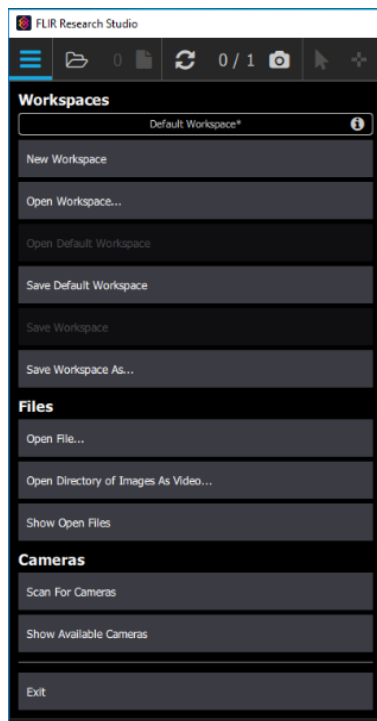 FLIR Research Studio
0
0 / 1
Workspaces
Default Workspace*
New Workspace
Open Workspace...
Open Default Workspace
Save Default Workspace
Save Workspace
Save Workspace As...
Files
Open File...
Open Directory of Images As Video...
Show Open Files
Cameras
Scan For Cameras
Show Available Cameras
Exit